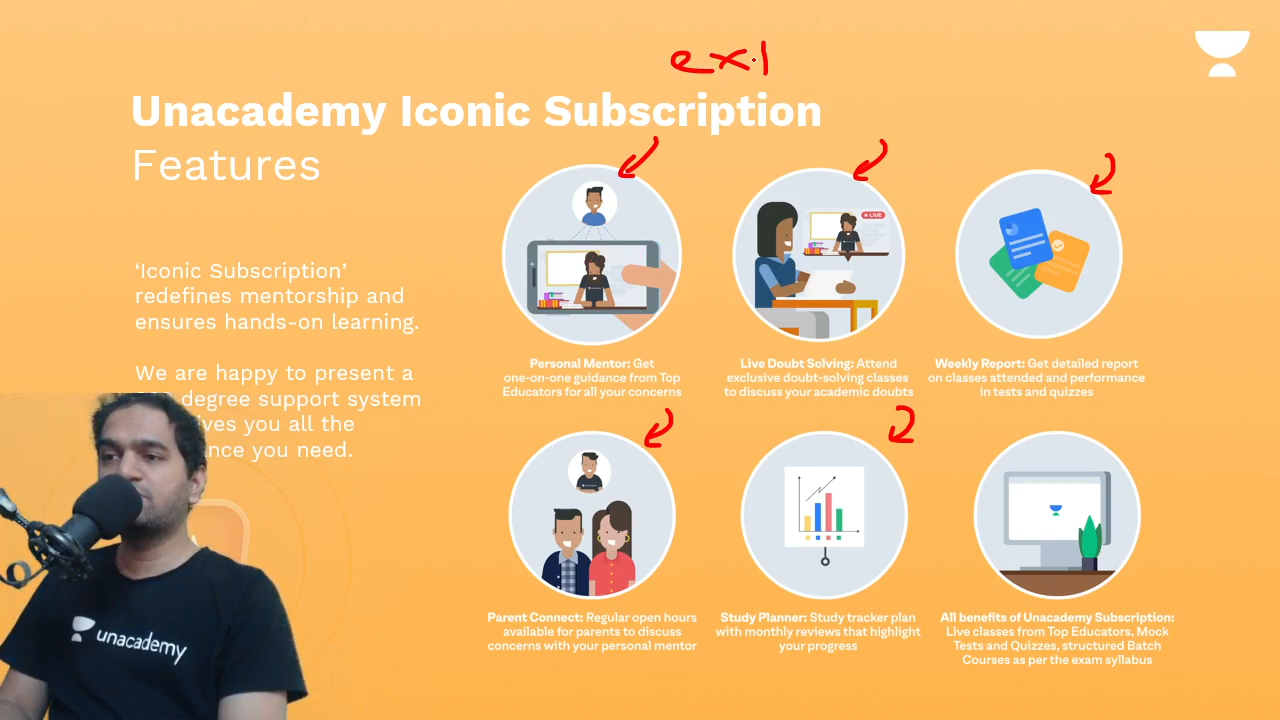 ex.1
Unacademy Iconic Subscription
Features
‘Iconic Subscription’
redefines mentorship and
ensures hands-on learning.
We are happy to present a
degree support system
ives you all the
nce you need.
LIVE
Personal Mentor: Get
one-on-one guidance from Top
Educators for all your concerns
Live Doubt Solving: Attend
exclusive doubt-solving classes
to discuss your academic doubts
Weekly Report: Get detailed report
on classes attended and performance
in tests and quizzes
Parent Connect: Regular open hours
available for parents to discuss
concerns with your personal mentor
Study Planner: Study tracker plan
with monthly reviews that highlight
your progress
All benefits of Unacademy Subscription:
Live classes from Top Educators, Mock
Tests and Quizzes, structured Batch
Courses as per the exam syllabus
unacademy